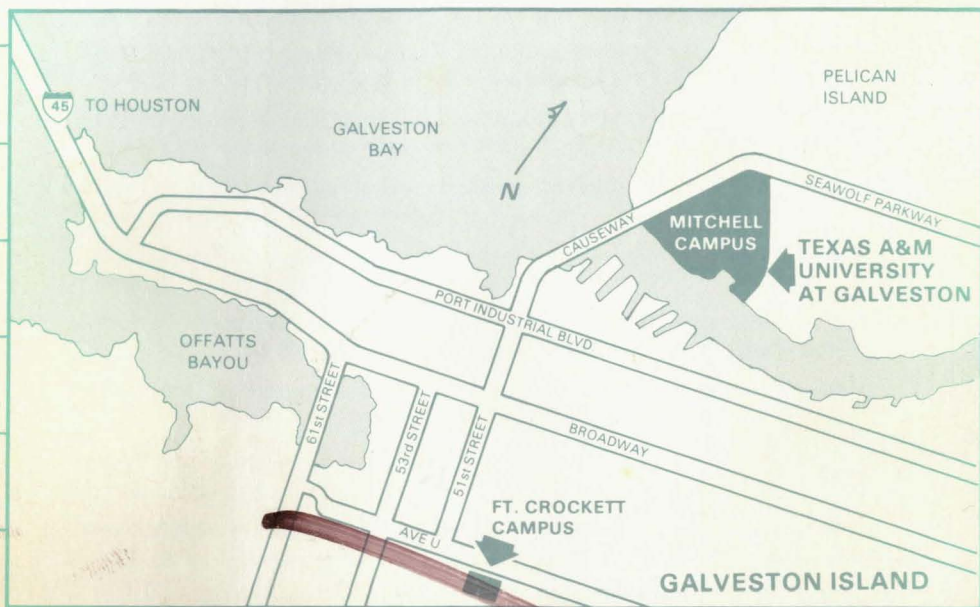 45 TO HOUSTON
GALVESTON
BAY
N
PELICAN
ISLAND
CAUSEWAY
SEAWOLF PARKWAY
MITCHELL
CAMPUS
TEXAS A&M
UNIVERSITY
AT GALVESTON
PORT INDUSTRIAL BLVD.
OFFATTS
BAYOU
61st STREET
53rd STREET
51st STREET
BROADWAY
AVE U
FT. CROCKETT
CAMPUS
GALVESTON ISLAND